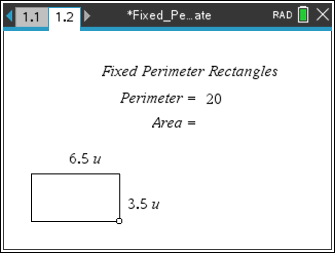 1.1 1.2 *Fixed_Pe...ate RAD
Fixed Perimeter Rectangles
Perimeter = 20
Area =
6.5 u
3.5 u